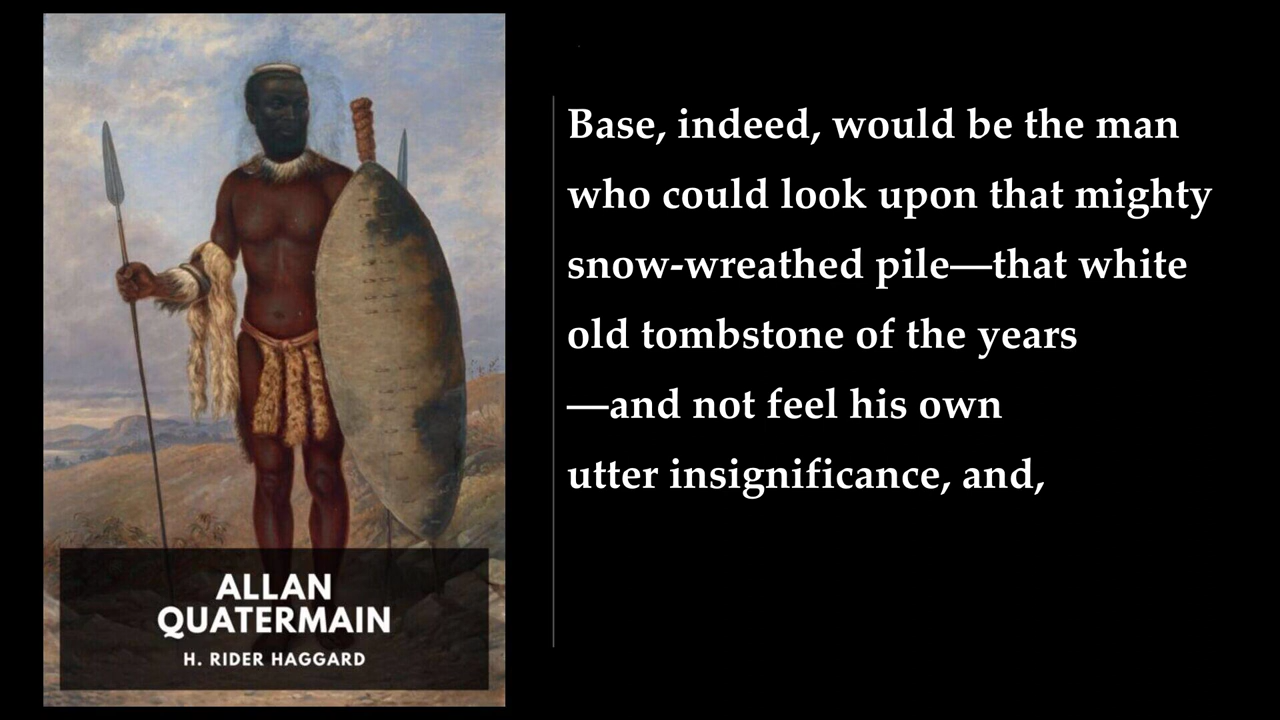 ALLAN
QUATERMAIN
H. RIDER HAGGARD
Base, indeed, would be the man
who could look upon that mighty
snow-wreathed pile—that white
old tombstone of the years
—and not feel his own
utter insignificance, and,